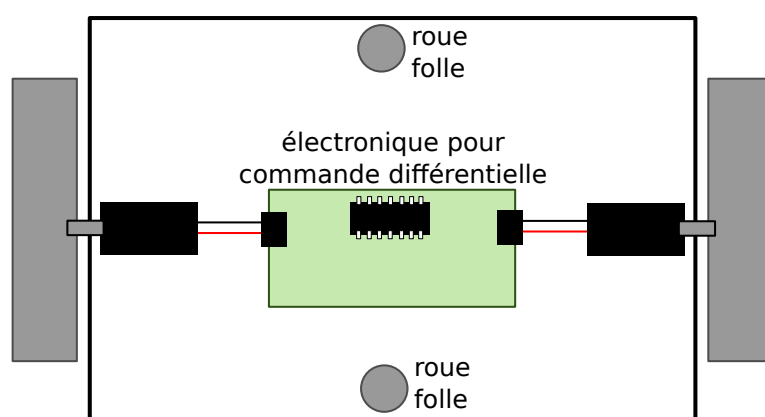 roue
folle
électronique pour
commande différentielle
roue
folle